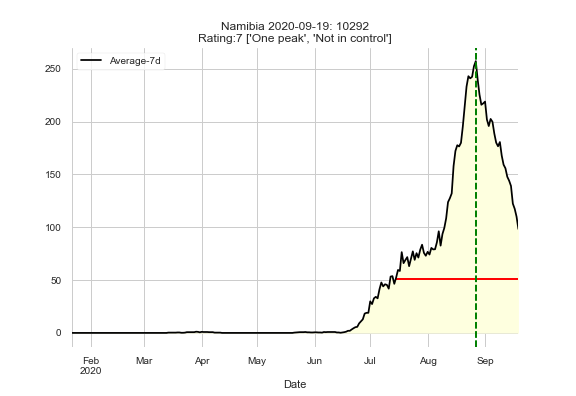 Namibia 2020-09-19: 10292
Rating:7 ['One peak', 'Not in control']
Average-7d
250
200
150
100
50
0
Feb Mar Apr May Jun Jul Aug Sep
2020
Date